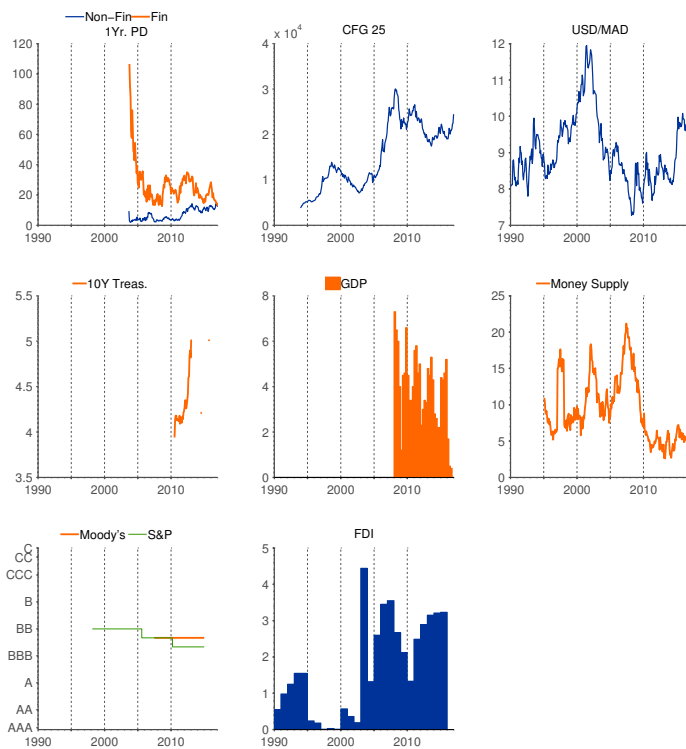 Non-Fin Fin
1Yr. PD
120
100
80
60
40
20
0
1990 2000 2010
CFG 25
x 10^4
4
3
2
1
0
1990 2000 2010
USD/MAD
12
11
10
9
8
7
1990 2000 2010
10Y Treas.
5.5
5
4.5
4
3.5
1990 2000 2010
GDP
8
6
4
2
0
1990 2000 2010
Money Supply
25
20
15
10
5
0
1990 2000 2010
Moody's S&P
C
CC
CCC
B
BB
BBB
A
AA
AAA
1990 2000 2010
FDI
5
4
3
2
1
0
1990 2000 2010